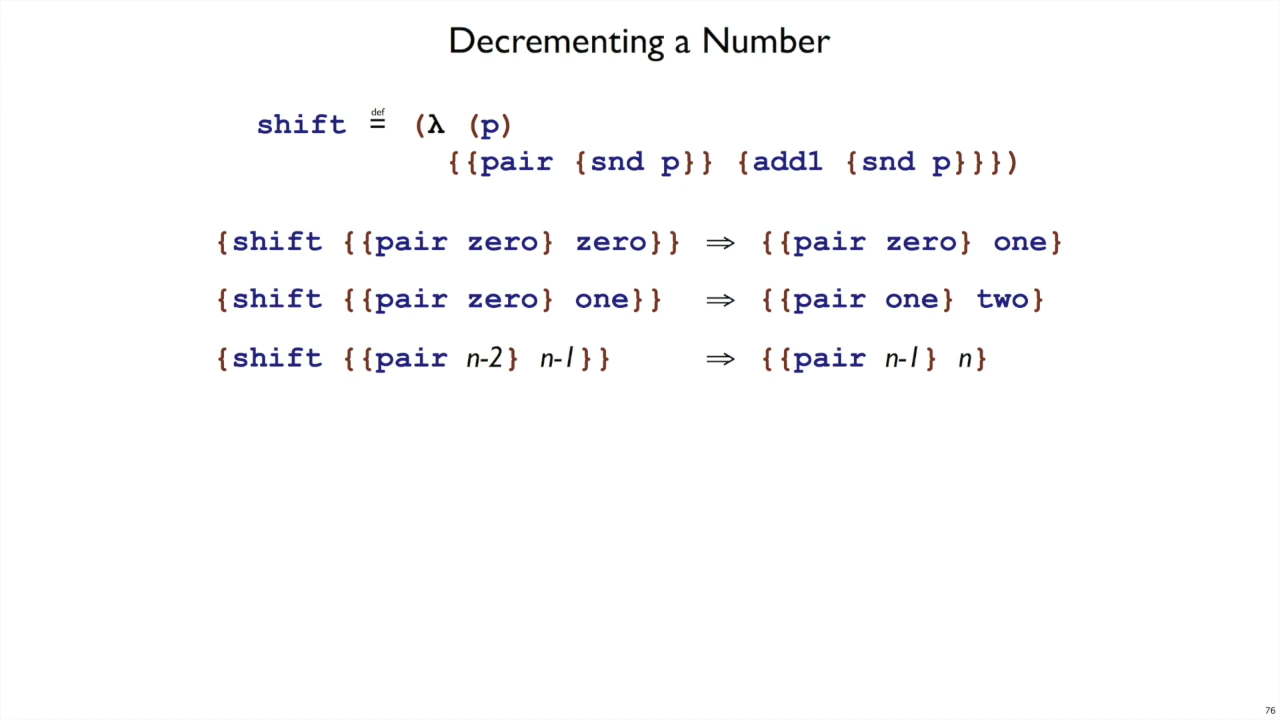 Decrementing a Number
shift def= (λ (p)
{{pair {snd p}} {add1 {snd p}}})
{shift {{pair zero} zero}} ⇒ {{pair zero} one}
{shift {{pair zero} one}} ⇒ {{pair one} two}
{shift {{pair n-2} n-1}} ⇒ {{pair n-1} n}
76